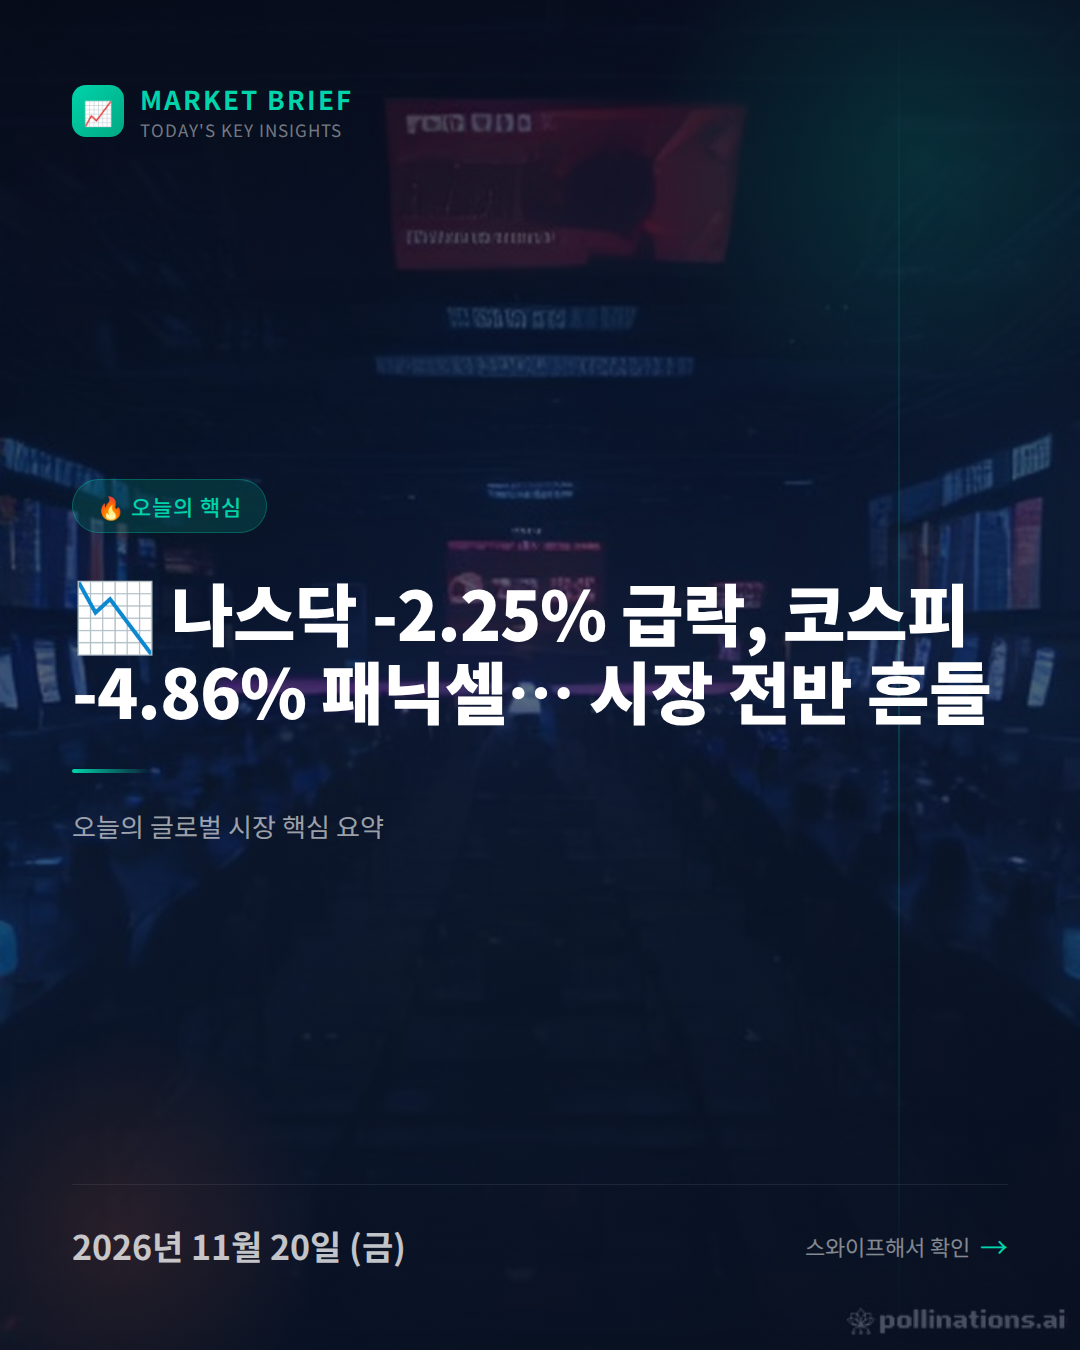 MARKET BRIEF
TODAY'S KEY INSIGHTS
🔥 오늘의 핵심
📉 나스닥 -2.25% 급락, 코스피
-4.86% 패닉셀… 시장 전반 흔들
오늘의 글로벌 시장 핵심 요약
2026년 11월 20일 (금)
스와이프해서 확인 →
pollinations.ai